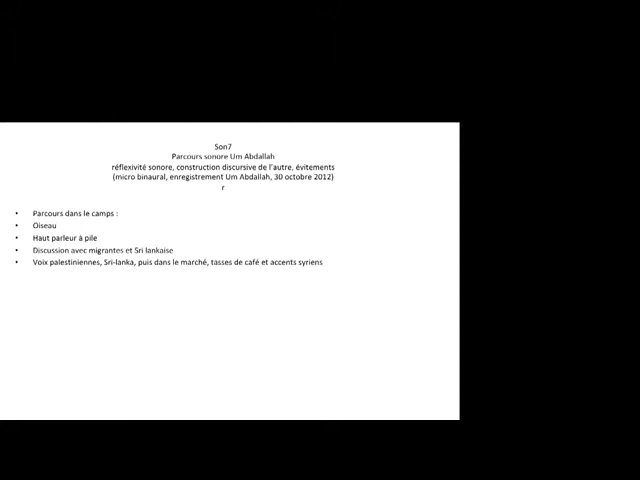 Son7
Parcours sonore Um Abdallah
réflexivité sonore, construction discursive de l'autre, évitements
(micro binaural, enregistrement Um Abdallah, 30 octobre 2012)
r
• Parcours dans le camps :
• Oiseau
• Haut parleur à pile
• Discussion avec migrantes et Sri lankaise
• Voix palestiniennes, Sri-lanka, puis dans le marché, tasses de café et accents syriens